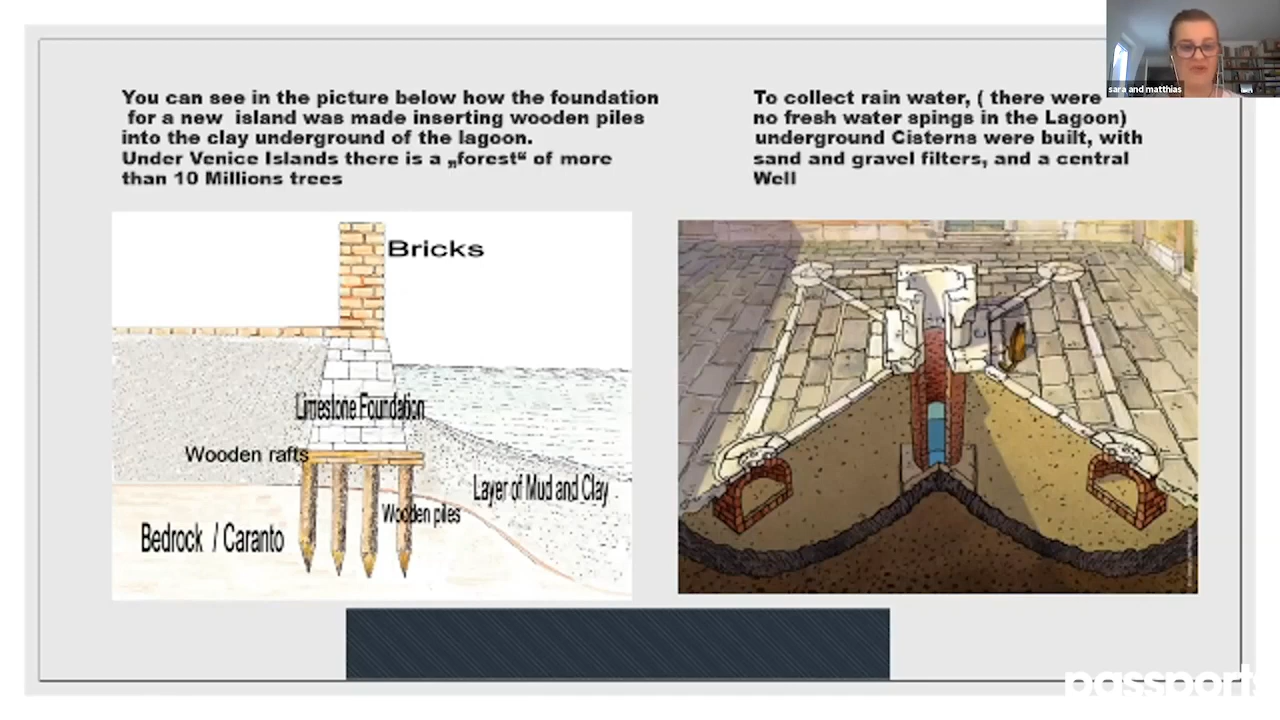 You can see in the picture below how the foundation
for a new island was made inserting wooden piles
into the clay underground of the lagoon.
Under Venice Islands there is a „forest“ of more
than 10 Millions trees
To collect rain water, ( there were
no fresh water spings in the Lagoon)
underground Cisterns were built, with
sand and gravel filters, and a central
Well
sara and matthias
Bricks
Limestone Foundation
Wooden rafts
Layer of Mud and Clay
Wooden piles
Bedrock / Caranto
passports